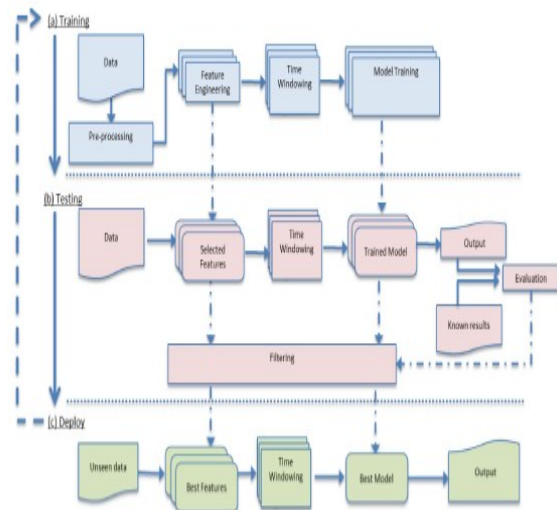 (a) Training
Data
Feature
Engineering
Time
Windowing
Model Training
Pre-processing
(b) Testing
Data
Selected
Features
Time
Windowing
Trained Model
Output
Evaluation
Known results
Filtering
(c) Deploy
Unseen data
Best Features
Time
Windowing
Best Model
Output